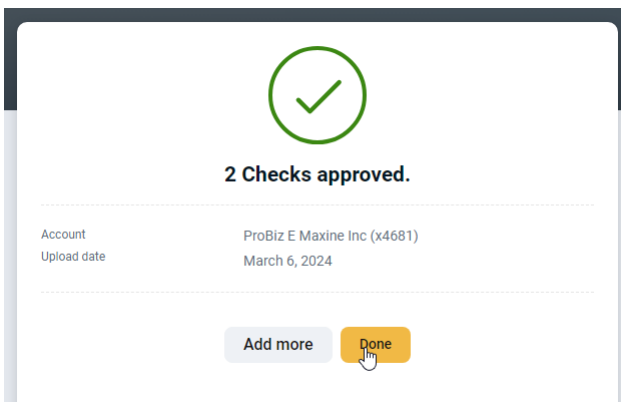 2 Checks approved.
Account ProBiz E Maxine Inc (x4681)
Upload date March 6, 2024
Add more Done